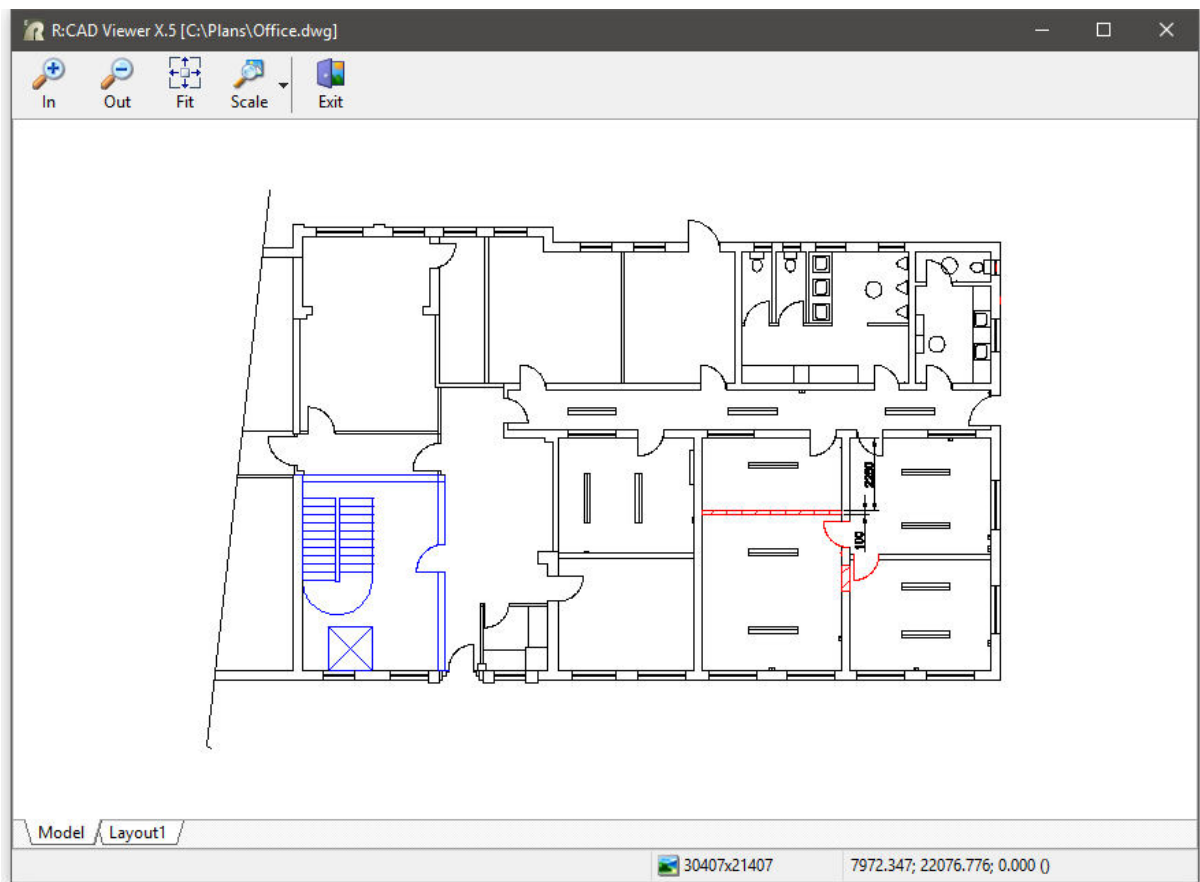 R:CAD Viewer X.5 [C:\Plans\Office.dwg]
In Out Fit Scale Exit
2260
100
Model Layout1
30407x21407 7972.347; 22076.776; 0.000 ()